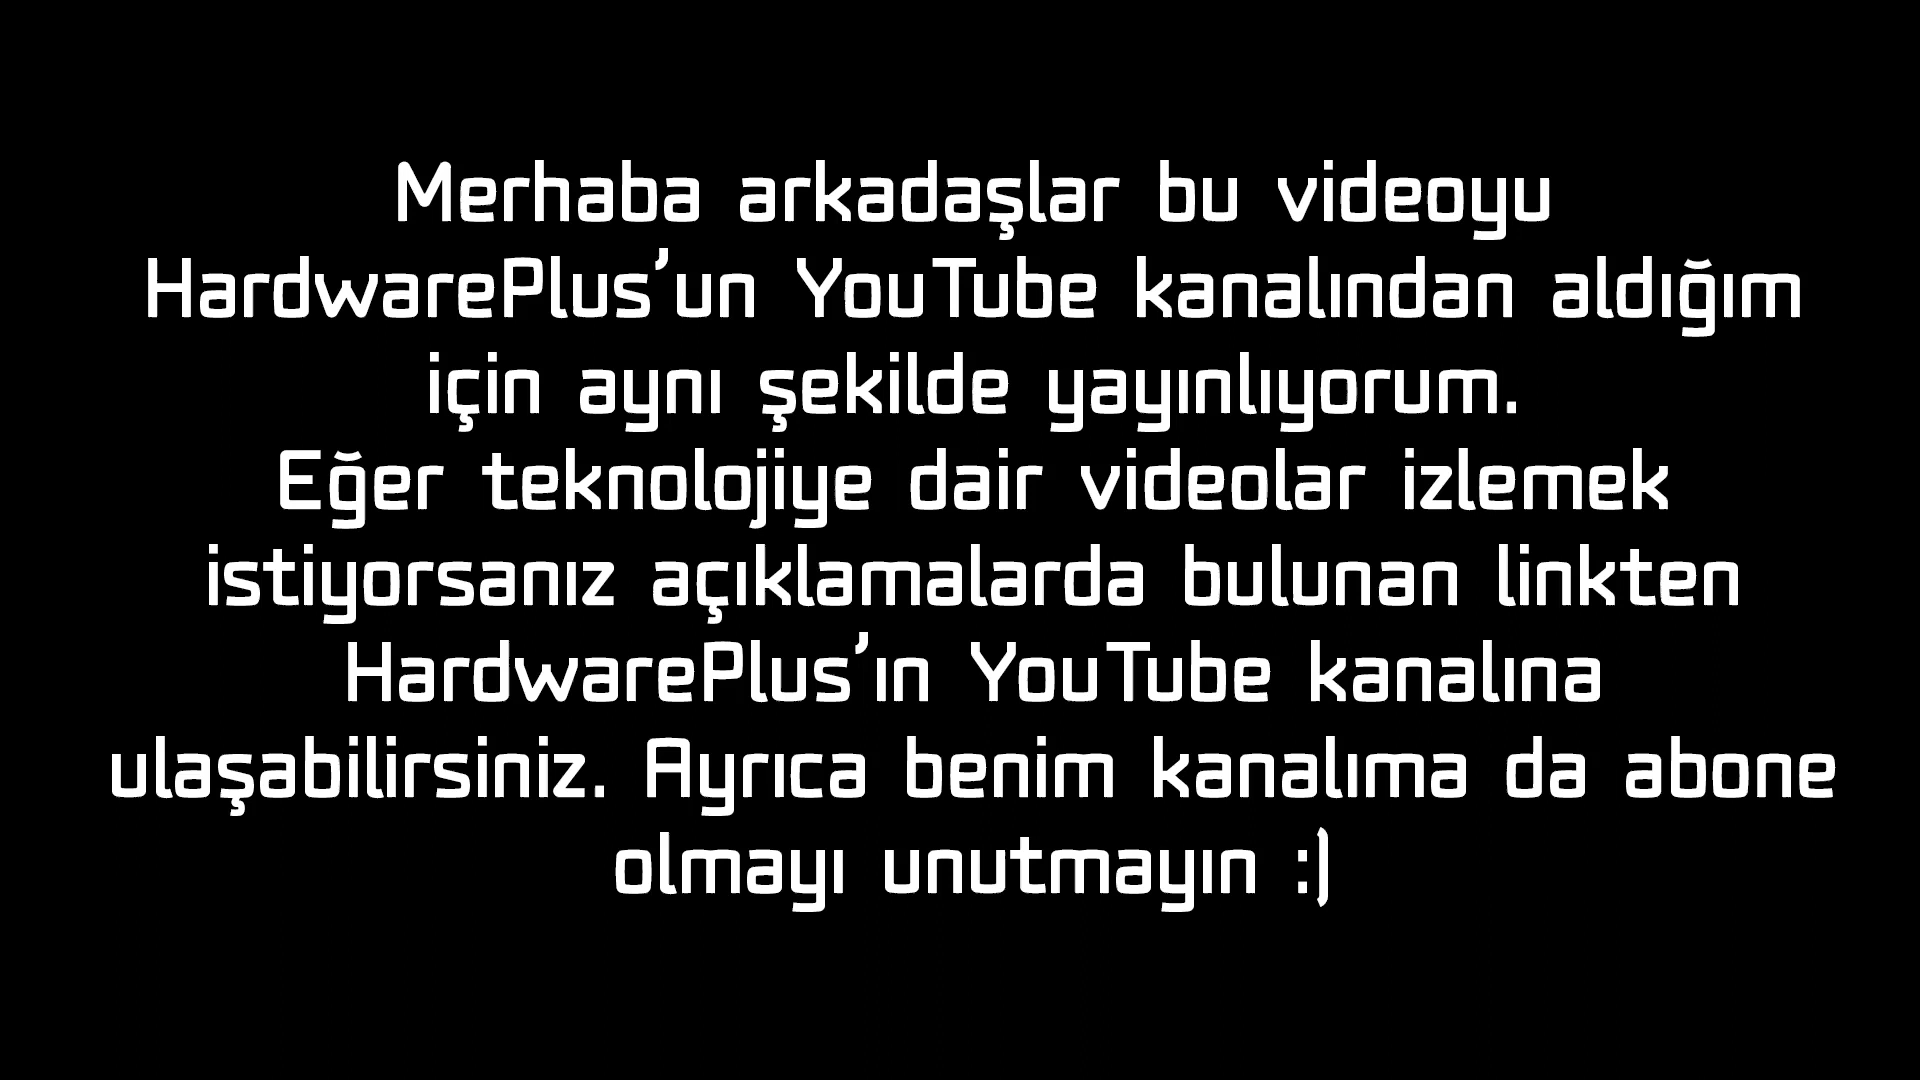 Merhaba arkadaşlar bu videoyu
HardwarePlus’un YouTube kanalından aldığım
için aynı şekilde yayınlıyorum.
Eğer teknolojiye dair videolar izlemek
istiyorsanız açıklamalarda bulunan linkten
HardwarePlus’ın YouTube kanalına
ulaşabilirsiniz. Ayrıca benim kanalıma da abone
olmayı unutmayın :)